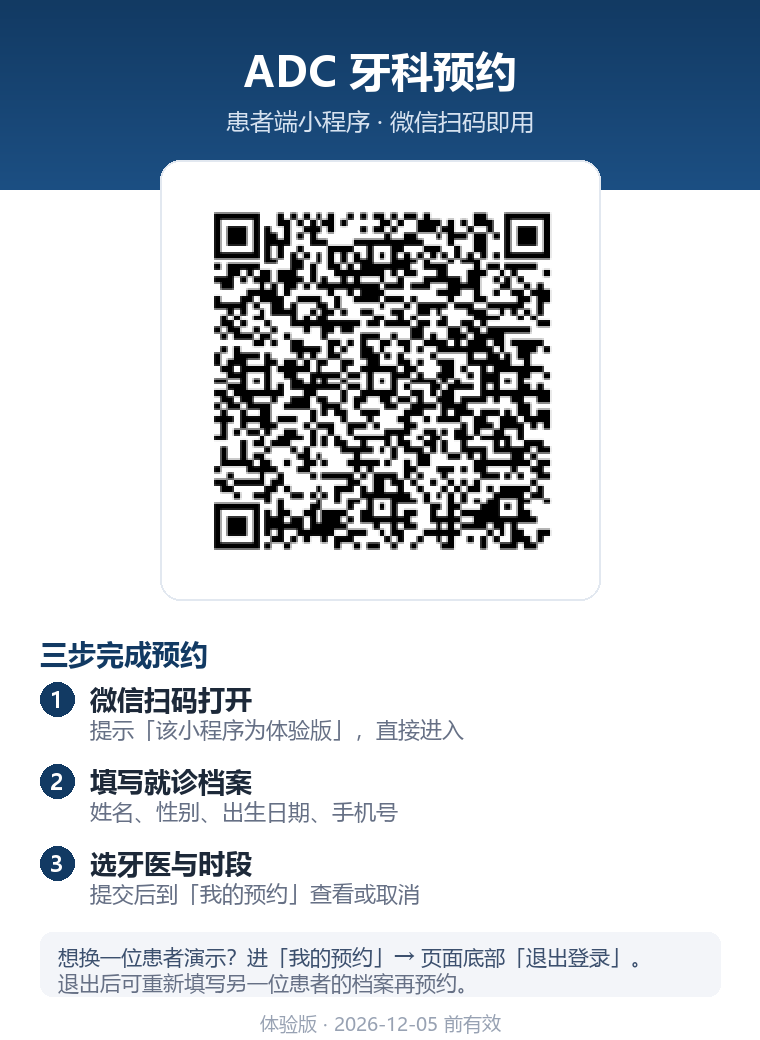 ADC 牙科预约
患者端小程序 · 微信扫码即用
三步完成预约
1 微信扫码打开
提示「该小程序为体验版」，直接进入
2 填写就诊档案
姓名、性别、出生日期、手机号
3 选牙医与时段
提交后到「我的预约」查看或取消
想换一位患者演示？进「我的预约」→ 页面底部「退出登录」。
退出后可重新填写另一位患者的档案再预约。
体验版 · 2026-12-05 前有效